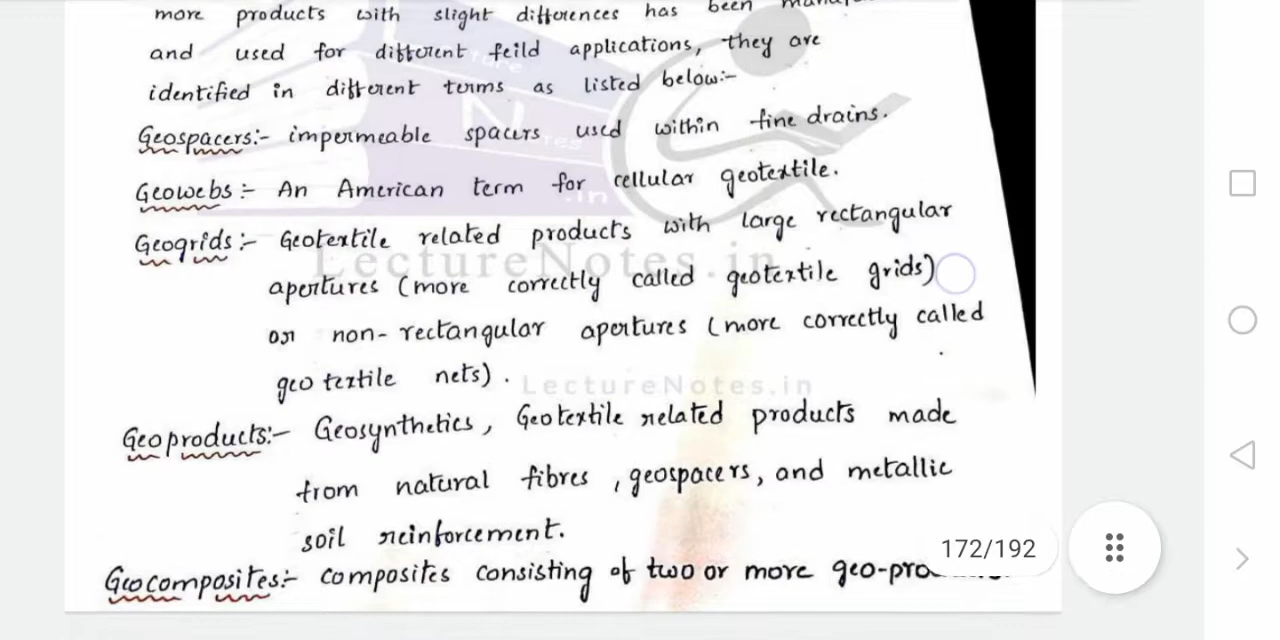 more products with slight differences has been
and used for different feild applications, they are
identified in different terms as listed below:-
Geospacers:- impermeable spacers used within fine drains.
Geowebs:- An American term for cellular geotextile.
Geogrids:- Geotextile related products with large rectangular
apertures (more correctly called geotextile grids)
or non-rectangular apertures (more correctly called
geo textile nets).
Geoproducts:- Geosynthetics, Geotextile related products made
from natural fibres, geospacers, and metallic
soil reinforcement.
Geocomposites:- composites consisting of two or more
LectureNotes.in
LectureNotes.in
172/192